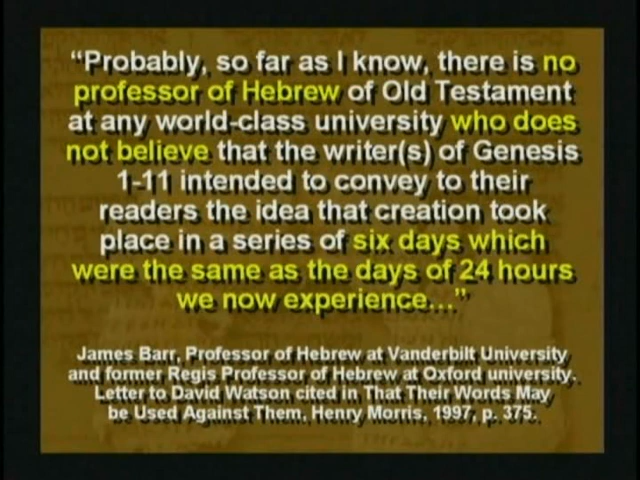 “Probably, so far as I know, there is no
professor of Hebrew of Old Testament
at any world-class university who does
not believe that the writer(s) of Genesis
1-11 intended to convey to their
readers the idea that creation took
place in a series of six days which
were the same as the days of 24 hours
we now experience...”
James Barr, Professor of Hebrew at Vanderbilt University
and former Regis Professor of Hebrew at Oxford university.
Letter to David Watson cited in That Their Words May
be Used Against Them, Henry Morris, 1997, p. 375.